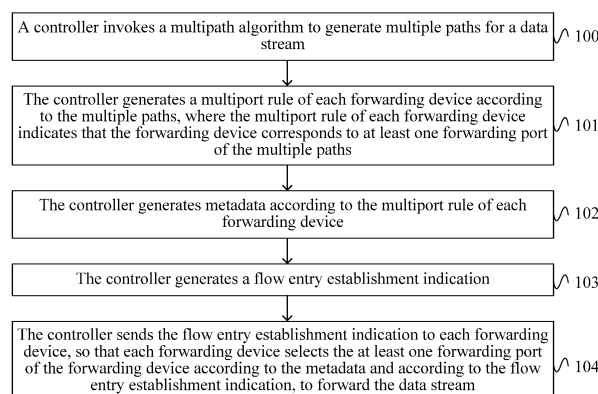 A controller invokes a multipath algorithm to generate multiple paths for a data
stream
100
The controller generates a multiport rule of each forwarding device according
to the multiple paths, where the multiport rule of each forwarding device
indicates that the forwarding device corresponds to at least one forwarding port
of the multiple paths
101
The controller generates metadata according to the multiport rule of each
forwarding device
102
The controller generates a flow entry establishment indication
103
The controller sends the flow entry establishment indication to each forwarding
device, so that each forwarding device selects the at least one forwarding port
of the forwarding device according to the metadata and according to the flow
entry establishment indication, to forward the data stream
104